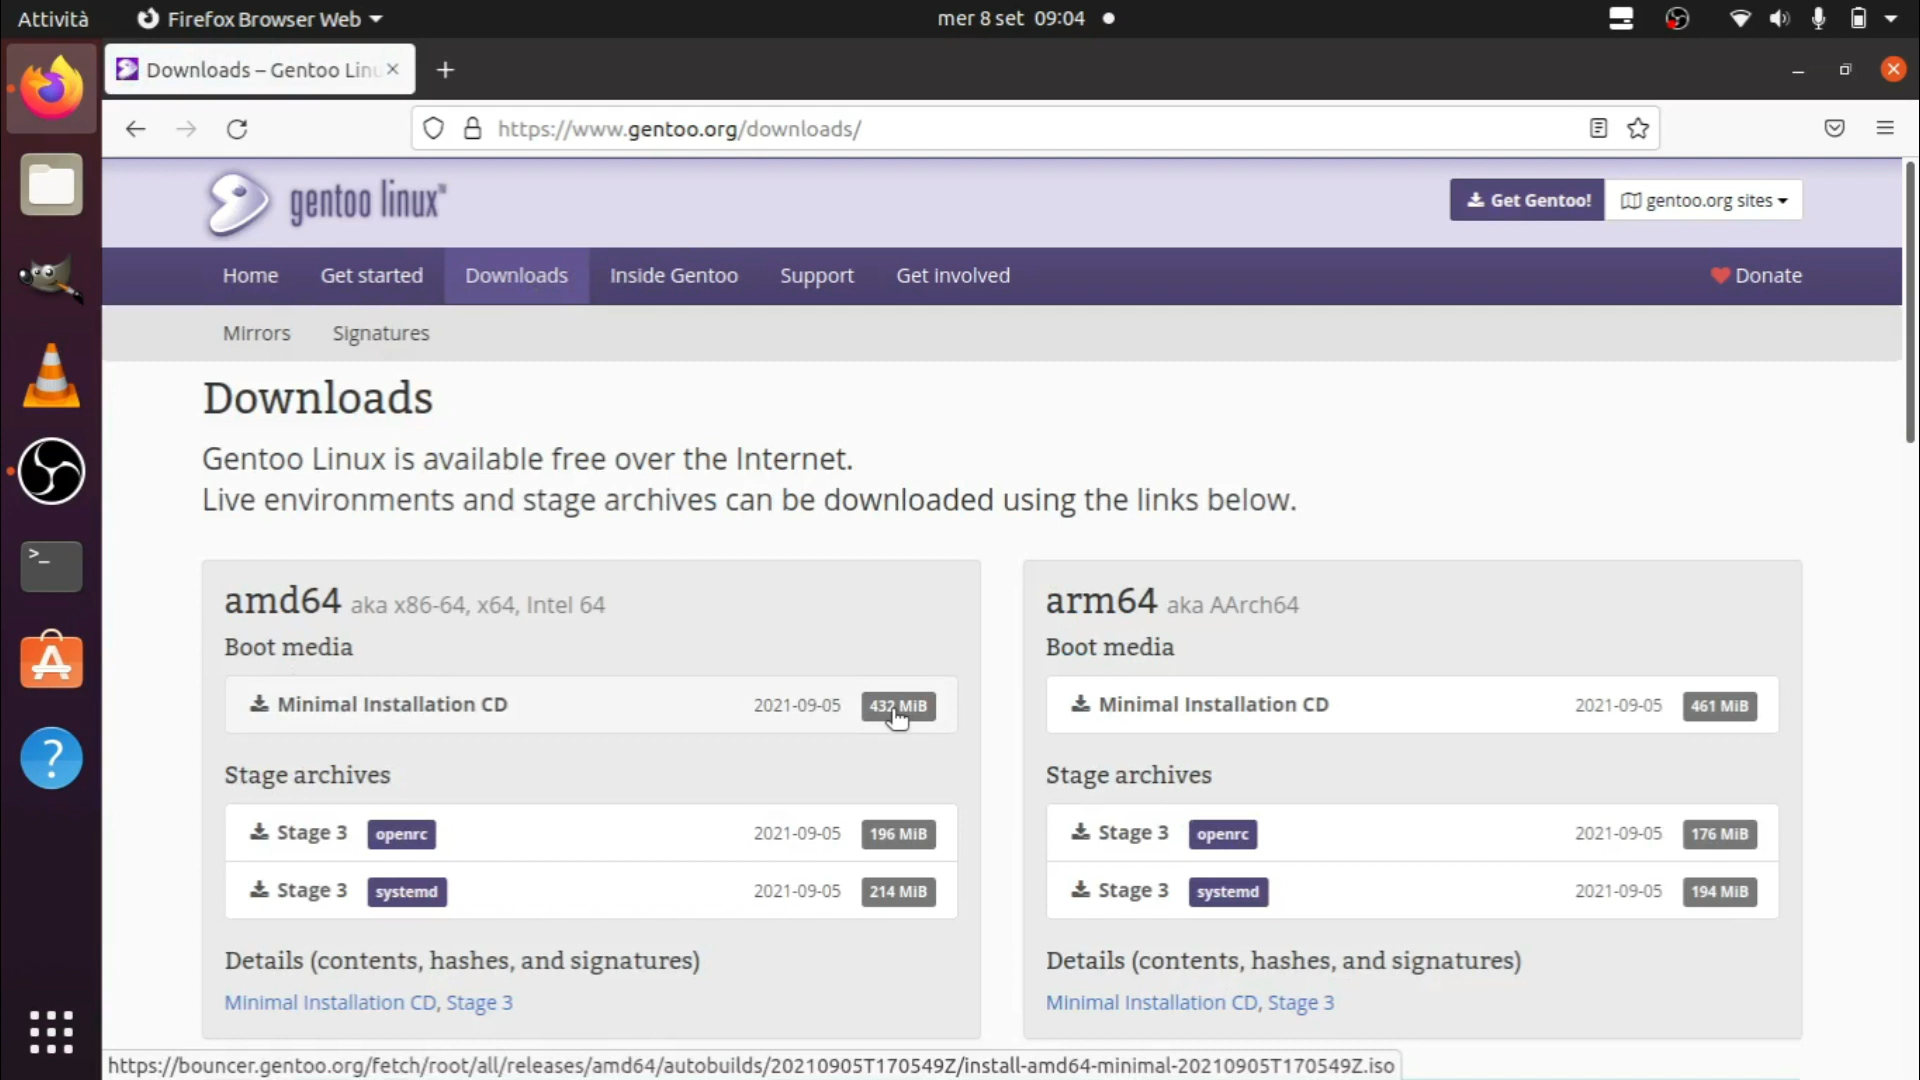 Attività
Firefox Browser Web
mer 8 set 09:04
Downloads – Gentoo Linu
https://www.gentoo.org/downloads/
gentoo linux™
Get Gentoo!
gentoo.org sites
Home
Get started
Downloads
Inside Gentoo
Support
Get involved
Donate
Mirrors
Signatures
Downloads
Gentoo Linux is available free over the Internet.
Live environments and stage archives can be downloaded using the links below.
amd64 aka x86-64, x64, Intel 64
Boot media
Minimal Installation CD 2021-09-05 432 MiB
Stage archives
Stage 3 openrc 2021-09-05 196 MiB
Stage 3 systemd 2021-09-05 214 MiB
Details (contents, hashes, and signatures)
Minimal Installation CD, Stage 3
arm64 aka AArch64
Boot media
Minimal Installation CD 2021-09-05 461 MiB
Stage archives
Stage 3 openrc 2021-09-05 176 MiB
Stage 3 systemd 2021-09-05 194 MiB
Details (contents, hashes, and signatures)
Minimal Installation CD, Stage 3
https://bouncer.gentoo.org/fetch/root/all/releases/amd64/autobuilds/20210905T170549Z/install-amd64-minimal-20210905T170549Z.iso